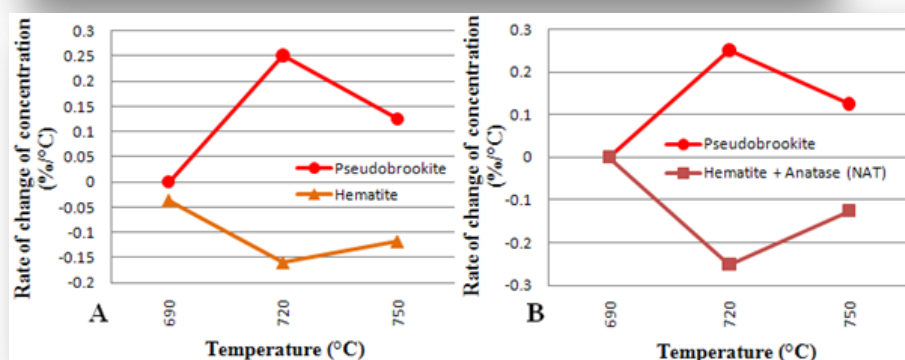 Rate of change of concentration
(%/°C)
0.3
0.25
0.2
0.15
0.1
0.05
0
-0.05
-0.1
-0.15
-0.2
Pseudobrookite
Hematite
A
690
720
750
Temperature (°C)
Rate of change of concentration
(%/°C)
0.3
0.2
0.1
0
-0.1
-0.2
-0.3
Pseudobrookite
Hematite + Anatase (NAT)
B
690
720
750
Temperature (°C)